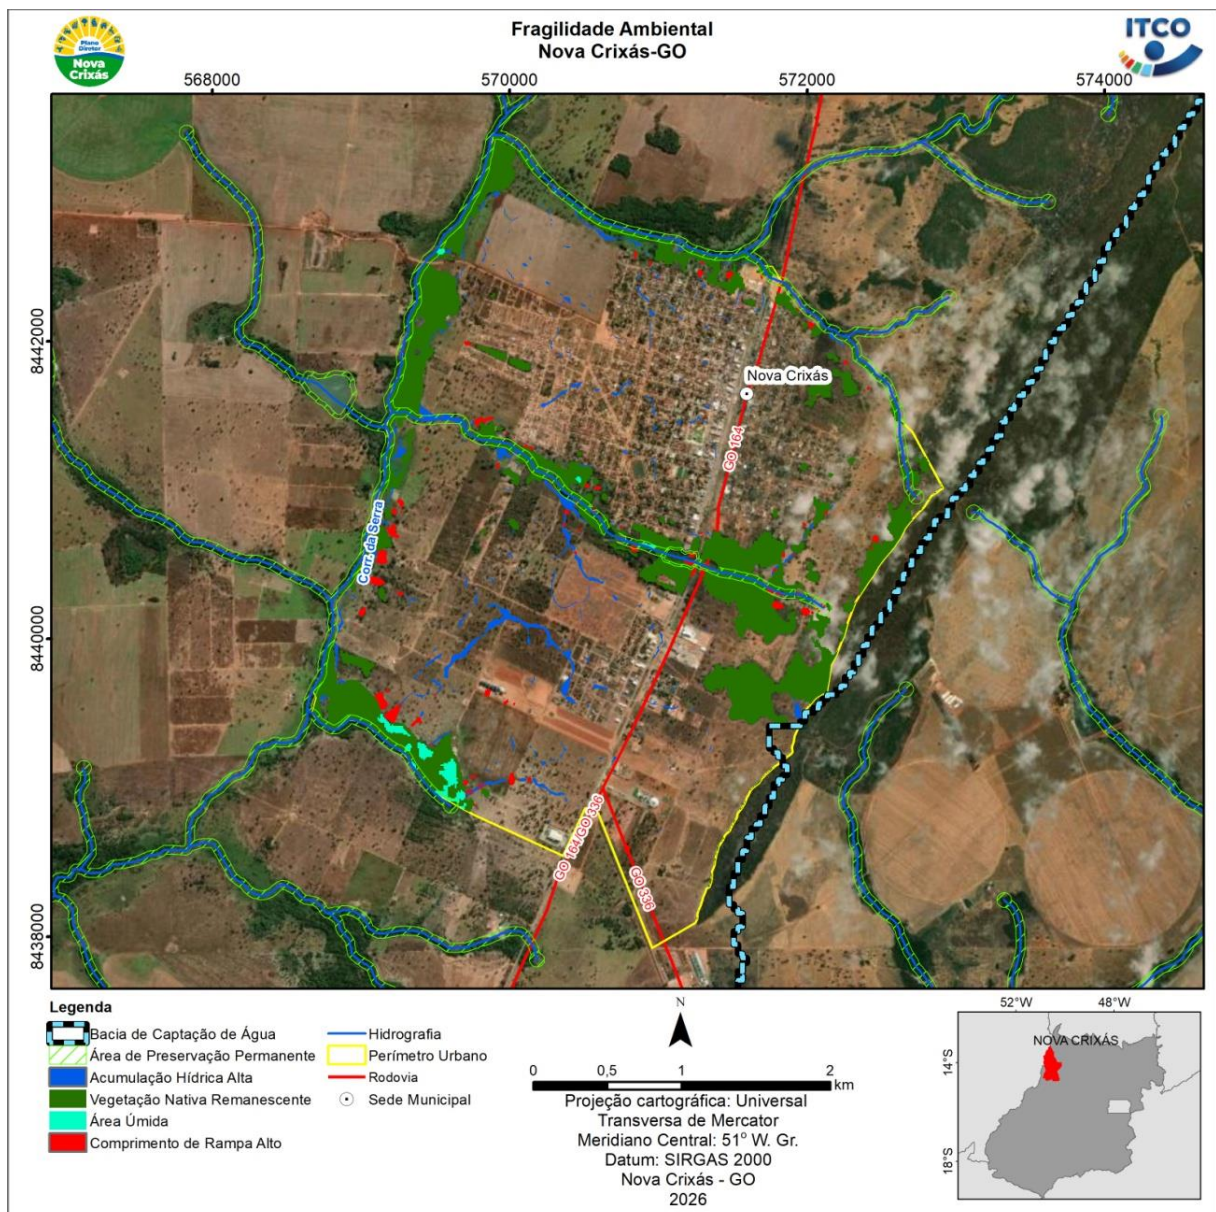 Plano
Diretor
Nova
Crixás
Fragilidade Ambiental
Nova Crixás-GO
ITCO
568000
570000
572000
574000
8442000
8440000
8438000
Nova Crixás
GO 164
Corr. da Serra
GO 164/GO 336
GO 336
Legenda
Bacia de Captação de Água
Área de Preservação Permanente
Acumulação Hídrica Alta
Vegetação Nativa Remanescente
Área Úmida
Comprimento de Rampa Alto
Hidrografia
Perímetro Urbano
Rodovia
Sede Municipal
N
0 0,5 1 2
km
Projeção cartográfica: Universal
Transversa de Mercator
Meridiano Central: 51° W. Gr.
Datum: SIRGAS 2000
Nova Crixás - GO
2026
52°W 48°W
NOVA CRIXÁS
14°S
18°S